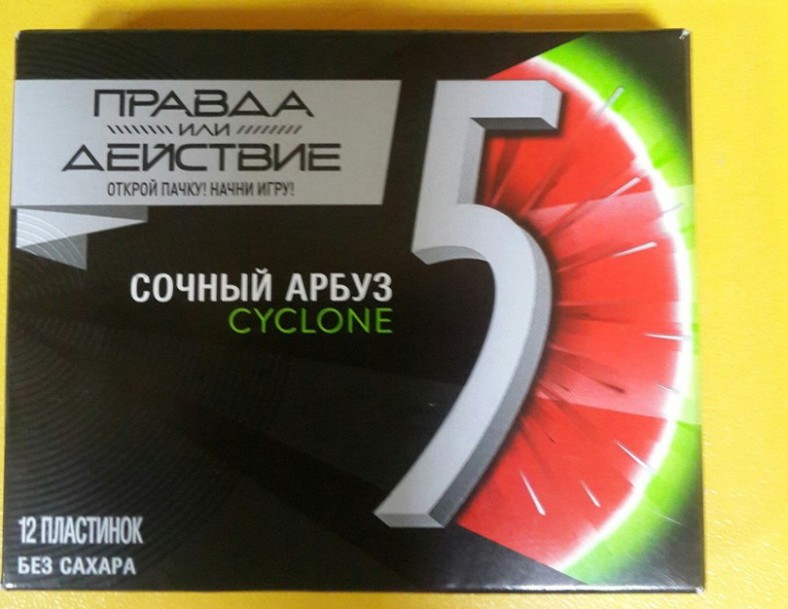 ПРАВДА
ИЛИ
ДЕЙСТВИЕ
ОТКРОЙ ПАЧКУ! НАЧНИ ИГРУ!
5
СОЧНЫЙ АРБУЗ
CYCLONE
12 ПЛАСТИНОК
БЕЗ САХАРА